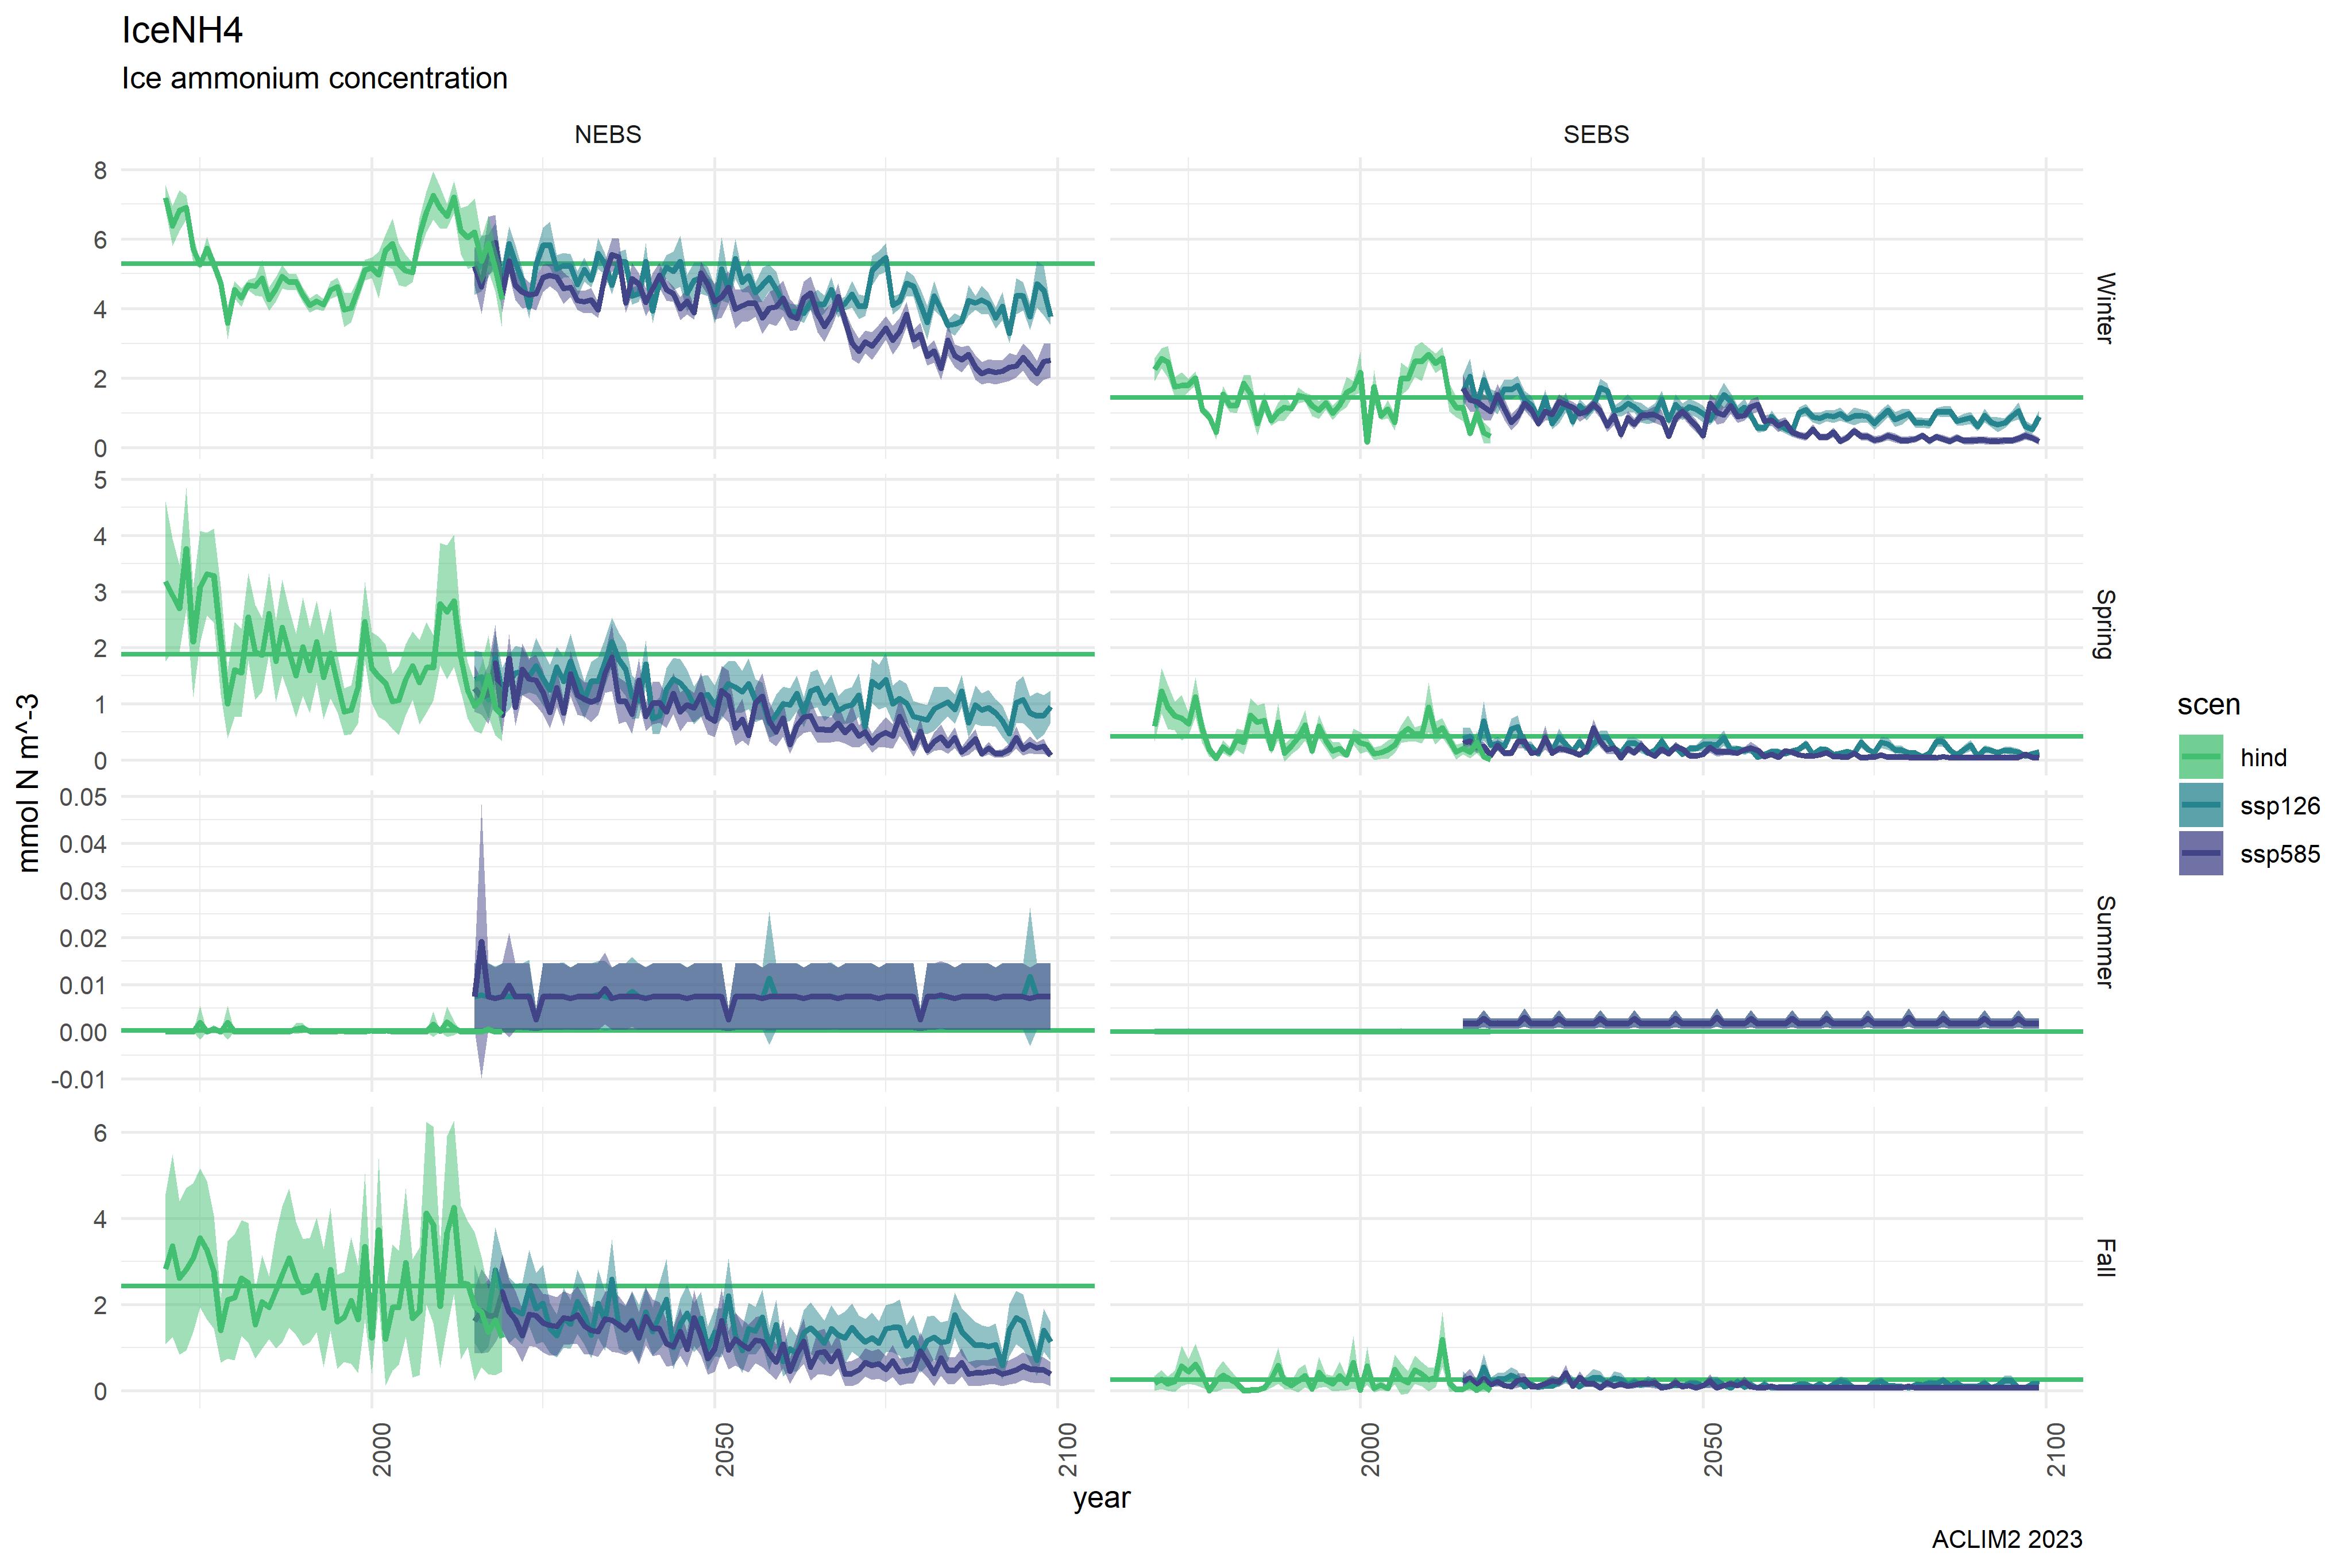 IceNH4
Ice ammonium concentration
NEBS
SEBS
8
6
4
2
0
Winter
5
4
3
2
1
0
Spring
0.05
0.04
0.03
0.02
0.01
0.00
-0.01
Summer
6
4
2
0
Fall
mmol N m^-3
2000
2050
2100
2000
2050
2100
year
scen
hind
ssp126
ssp585
ACLIM2 2023